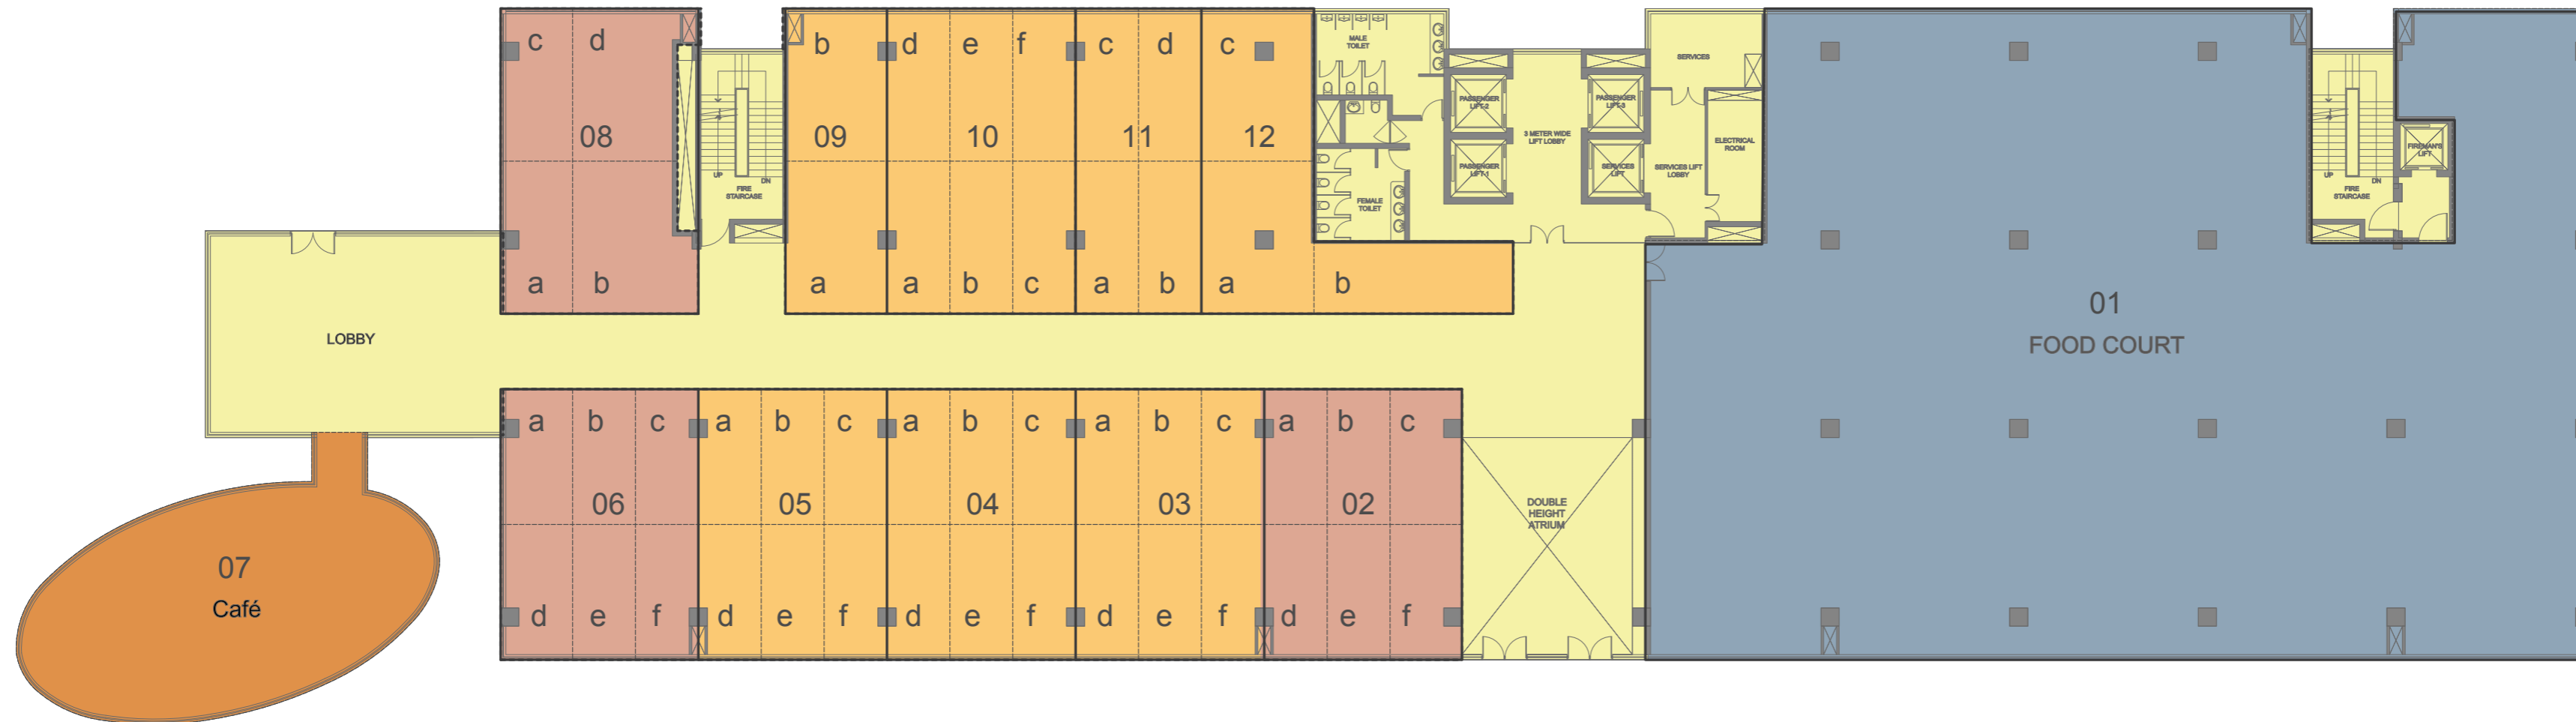 c d
08
a b
UP
DN
FIRE
STAIRCASE
b
09
a
d e f
10
a b c
c d
11
a b
c
12
a b
MALE
TOILET
FEMALE
TOILET
PASSENGER
LIFT-2
PASSENGER
LIFT-1
3 METER WIDE
LIFT LOBBY
PASSENGER
LIFT-3
SERVICES
LIFT
SERVICES
SERVICES LIFT
LOBBY
ELECTRICAL
ROOM
UP
DN
FIRE
STAIRCASE
FIREMAN'S
LIFT
01
FOOD COURT
LOBBY
a b c
06
d e f
a b c
05
d e f
a b c
04
d e f
a b c
03
d e f
a b c
02
d e f
DOUBLE
HEIGHT
ATRIUM
07
Café